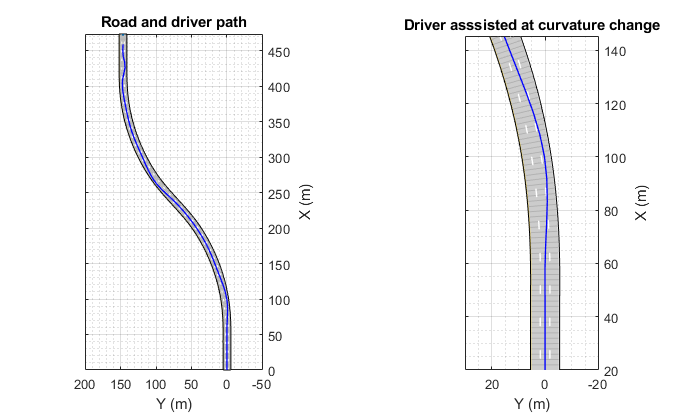 Road and driver path
450
400
350
300
250
200
150
100
50
0
X (m)
200 150 100 50 0 -50
Y (m)
Driver asssisted at curvature change
140
120
100
80
60
40
20
X (m)
20 0 -20
Y (m)